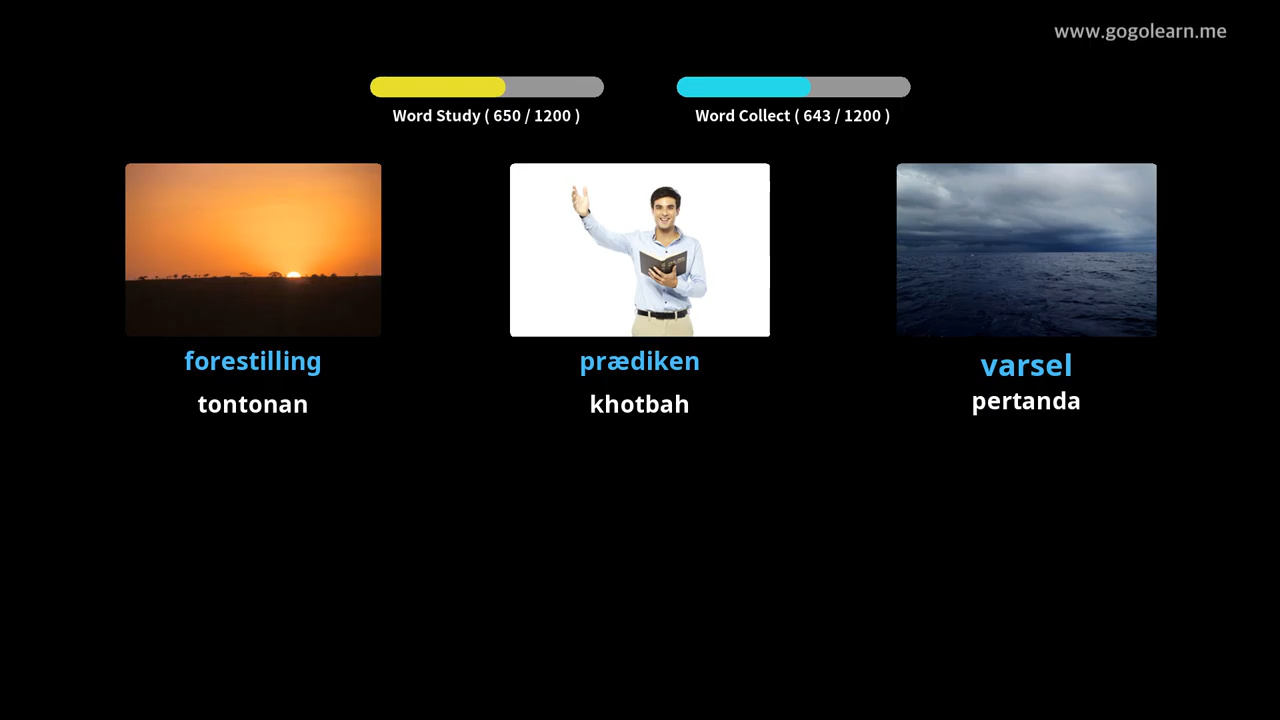 www.gogolearn.me
Word Study ( 650 / 1200 )
Word Collect ( 643 / 1200 )
forestilling
prædiken
varsel
tontonan
khotbah
pertanda